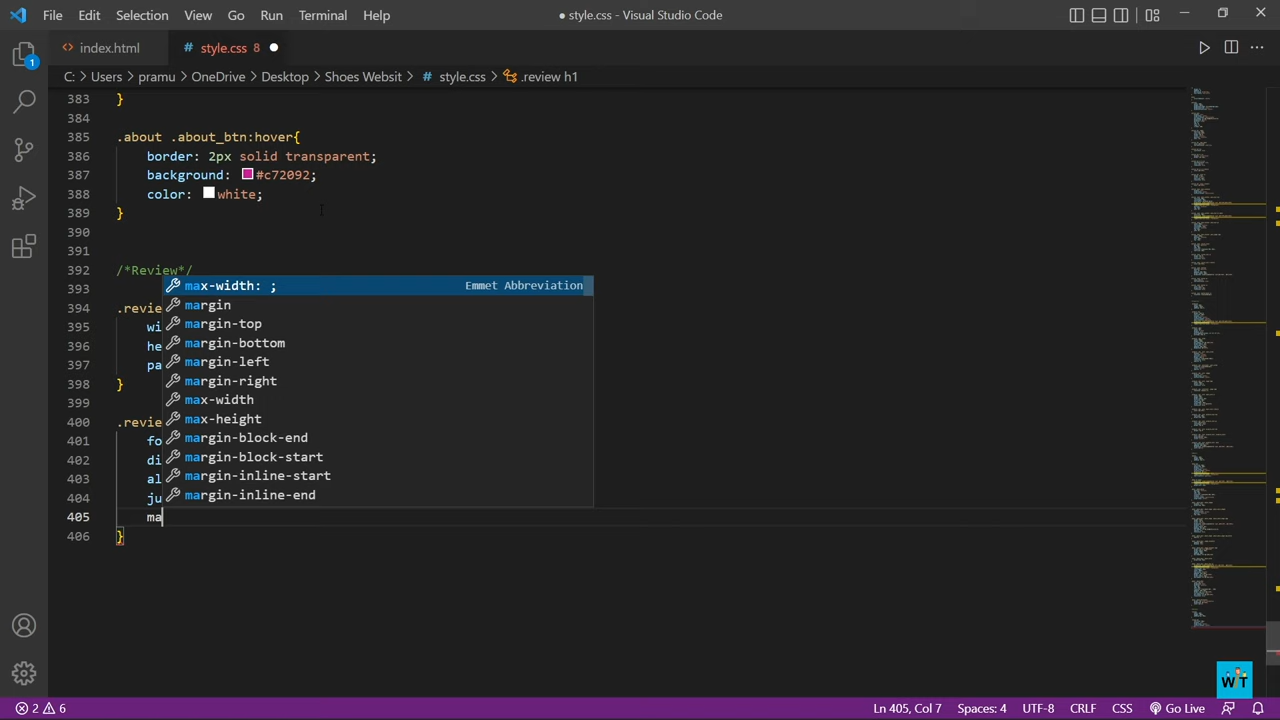 File Edit Selection View Go Run Terminal Help
● style.css - Visual Studio Code
index.html # style.css 8
C: > Users > pramu > OneDrive > Desktop > Shoes Websit > # style.css > .review h1
383 }
384
385 .about .about_btn:hover{
386 border: 2px solid transparent;
387 background: #c72092;
388 color: white;
389 }
390
391
392 /*Review*/
393
max-width: ; Emmet Abbreviation
margin
394 .revie
margin-top
395 wi
margin-bottom
396 he
margin-left
397 pa
margin-right
398 }
max-width
399
max-height
400 .revie
margin-block-end
401 fo
margin-block-start
402 di
margin-inline-start
403 al
margin-inline-end
404 ju
405 ma
406 }
1
WT
2 6 Ln 405, Col 7 Spaces: 4 UTF-8 CRLF CSS Go Live